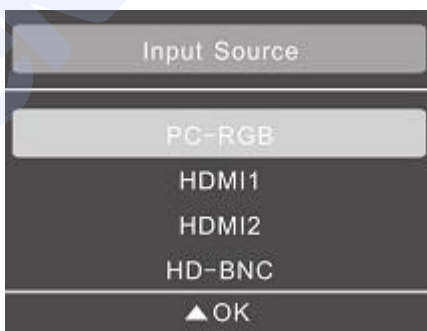 Input Source
PC-RGB
HDMI1
HDMI2
HD-BNC
▲OK